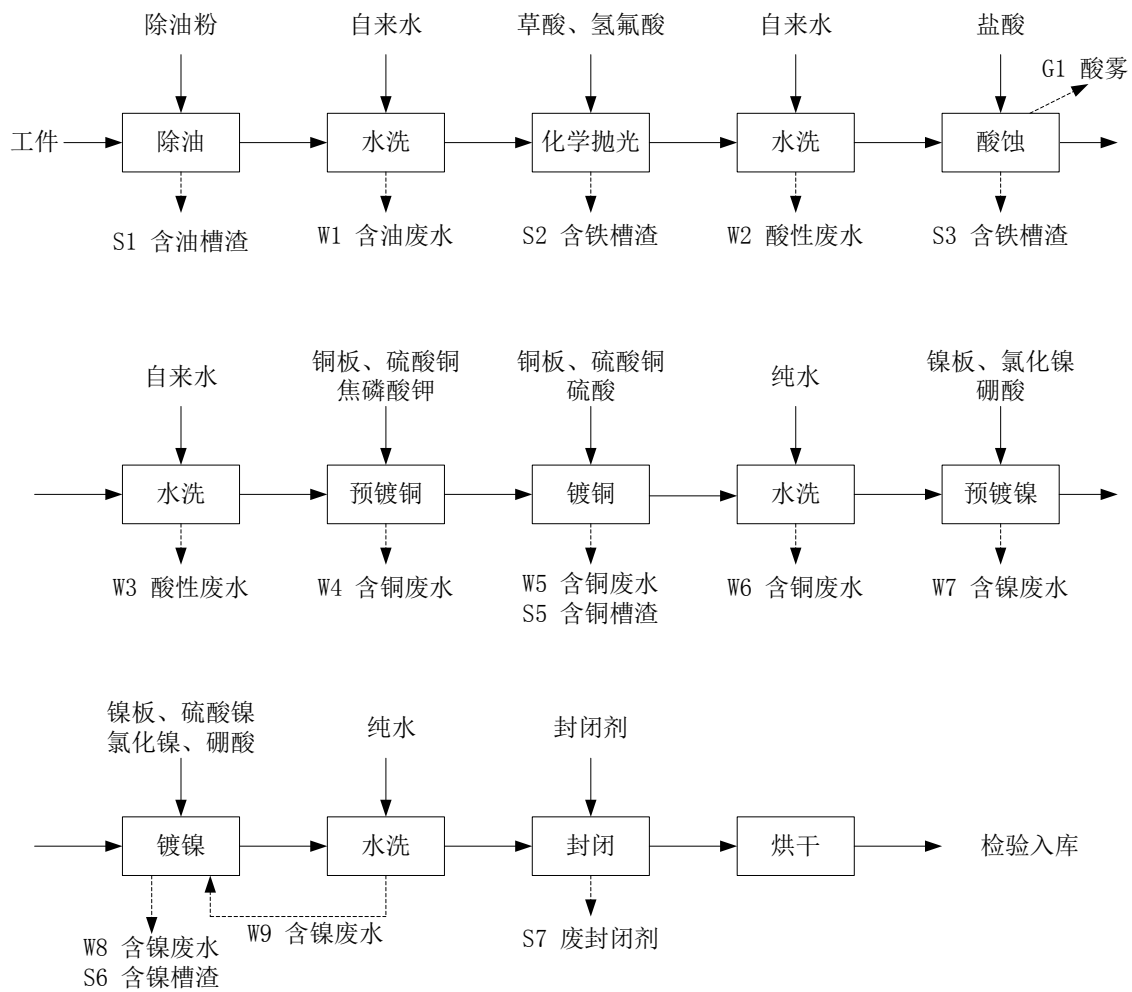 除油粉
自来水
草酸、氢氟酸
自来水
盐酸
G1 酸雾
工件
除油
水洗
化学抛光
水洗
酸蚀
S1 含油槽渣
W1 含油废水
S2 含铁槽渣
W2 酸性废水
S3 含铁槽渣
自来水
铜板、硫酸铜
焦磷酸钾
铜板、硫酸铜
硫酸
纯水
镍板、氯化镍
硼酸
水洗
预镀铜
镀铜
水洗
预镀镍
W3 酸性废水
W4 含铜废水
W5 含铜废水
S5 含铜槽渣
W6 含铜废水
W7 含镍废水
镍板、硫酸镍
氯化镍、硼酸
纯水
封闭剂
镀镍
水洗
封闭
烘干
检验入库
W8 含镍废水
S6 含镍槽渣
W9 含镍废水
S7 废封闭剂